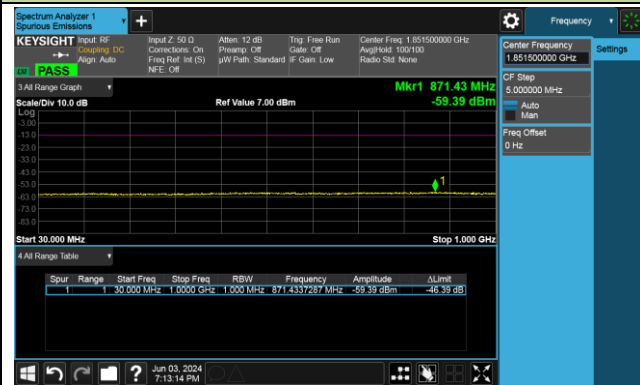 Spectrum Analyzer 1
Spurious Emissions
Frequency
KEYSIGHT
Input: RF
Coupling: DC
Align: Auto
Input Z: 50 Ω
Corrections: On
Freq Ref: Int (S)
NFE: Off
Atten: 12 dB
Preamp: Off
µW Path: Standard
Trig: Free Run
Gate: Off
IF Gain: Low
Center Freq: 1.851500000 GHz
Avg|Hold: 100/100
Radio Std: None
PASS
Center Frequency
1.851500000 GHz
Settings
CF Step
5.000000 MHz
Auto
Man
Freq Offset
0 Hz
3 All Range Graph
Mkr1 871.43 MHz
Scale/Div 10.0 dB
Ref Value 7.00 dBm
-59.39 dBm
Log
-3.00
-13.0
-23.0
-33.0
-43.0
-53.0
-63.0
-73.0
-83.0
1
Start 30.000 MHz
Stop 1.000 GHz
4 All Range Table
Spur Range Start Freq Stop Freq RBW Frequency Amplitude ΔLimit
1 1 30.000 MHz 1.0000 GHz 1.000 MHz 871.4337287 MHz -59.39 dBm -46.39 dB
?
Jun 03, 2024
7:13:14 PM